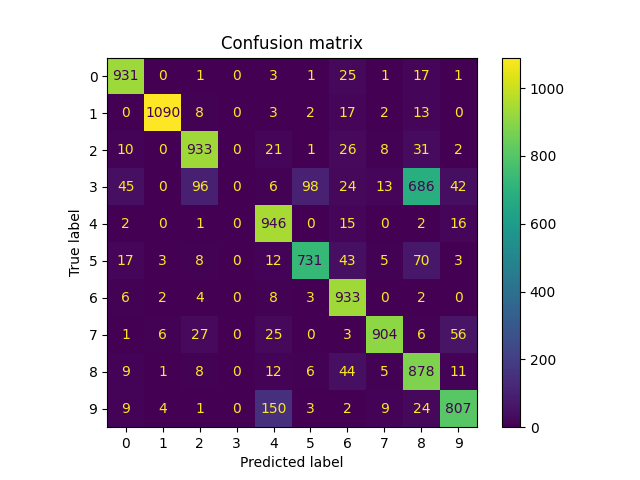 Confusion matrix
0 931 0 1 0 3 1 25 1 17 1
1 0 1090 8 0 3 2 17 2 13 0
2 10 0 933 0 21 1 26 8 31 2
3 45 0 96 0 6 98 24 13 686 42
4 2 0 1 0 946 0 15 0 2 16
5 17 3 8 0 12 731 43 5 70 3
6 6 2 4 0 8 3 933 0 2 0
7 1 6 27 0 25 0 3 904 6 56
8 9 1 8 0 12 6 44 5 878 11
9 9 4 1 0 150 3 2 9 24 807
0 1 2 3 4 5 6 7 8 9
Predicted label
True label
1000
800
600
400
200
0